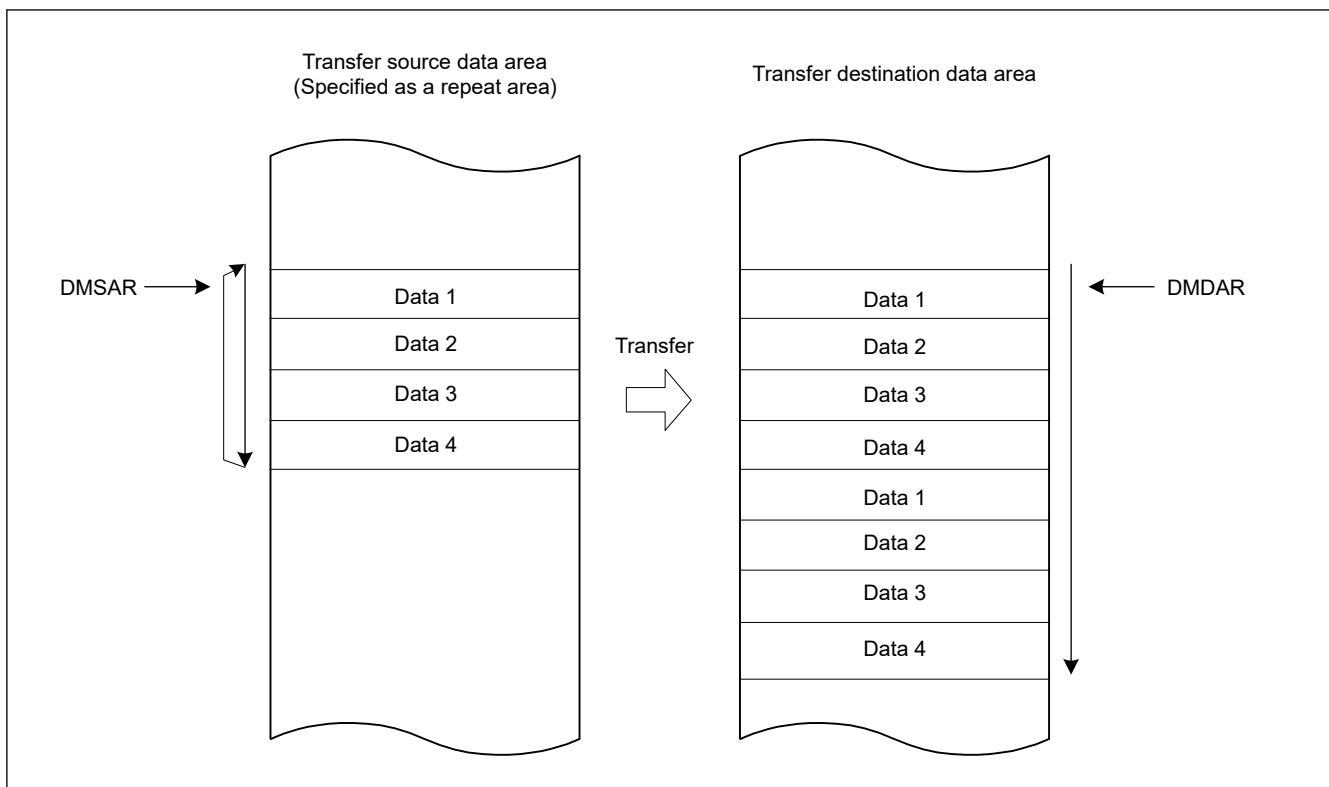 Transfer source data area
(Specified as a repeat area)
Transfer destination data area
DMSAR
Data 1
Data 2
Data 3
Data 4
Transfer
Data 1
Data 2
Data 3
Data 4
Data 1
Data 2
Data 3
Data 4
DMDAR